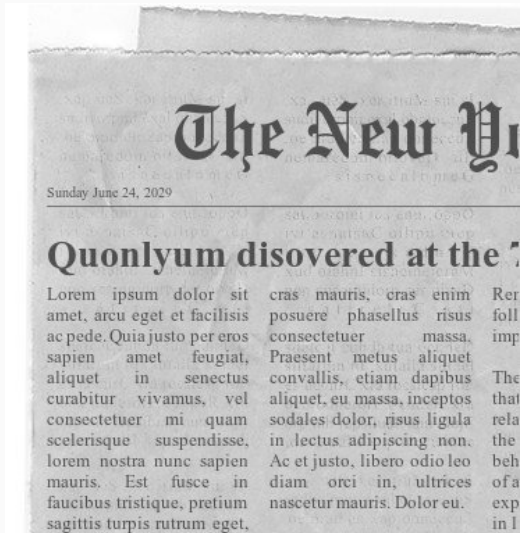 The New Yo
Sunday June 24, 2029
Quonlyum disovered at the
Lorem ipsum dolor sit
amet, arcu eget et facilisis
ac pede. Quia justo per eros
sapien amet feugiat,
aliquet in senectus
curabitur vivamus, vel
consectetuer mi quam
scelerisque suspendisse,
lorem nostra nunc sapien
mauris. Est fusce in
faucibus tristique, pretium
sagittis turpis rutrum eget,
cras mauris, cras enim
posuere phasellus risus
consectetuer massa.
Praesent metus aliquet
convallis, etiam dapibus
aliquet, eu massa, inceptos
sodales dolor, risus ligula
in lectus adipiscing non.
Ac et justo, libero odio leo
diam orci in, ultrices
nascetur mauris. Dolor eu.
Rer
foll
imp
The
that
rela
the
beh
of a
exp
in l